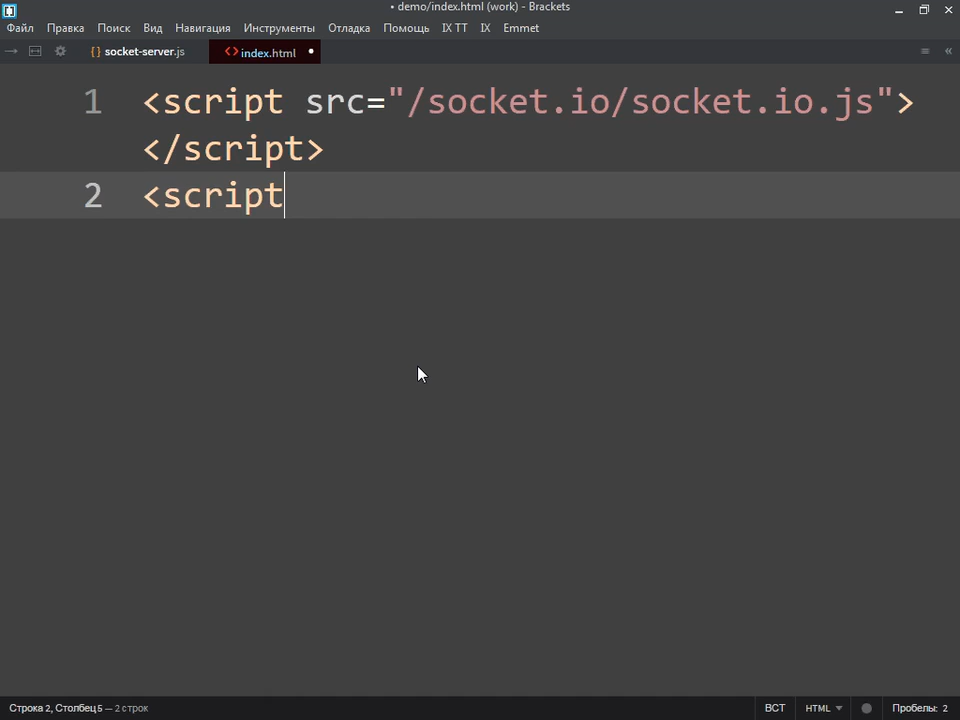 • demo/index.html (work) - Brackets
Файл Правка Поиск Вид Навигация Инструменты Отладка Помощь IX TT IX Emmet
{} socket-server.js <> index.html •
1 <script src="/socket.io/socket.io.js">
</script>
2 <script
Строка 2, Столбец 5 — 2 строк ВСТ HTML Пробелы: 2